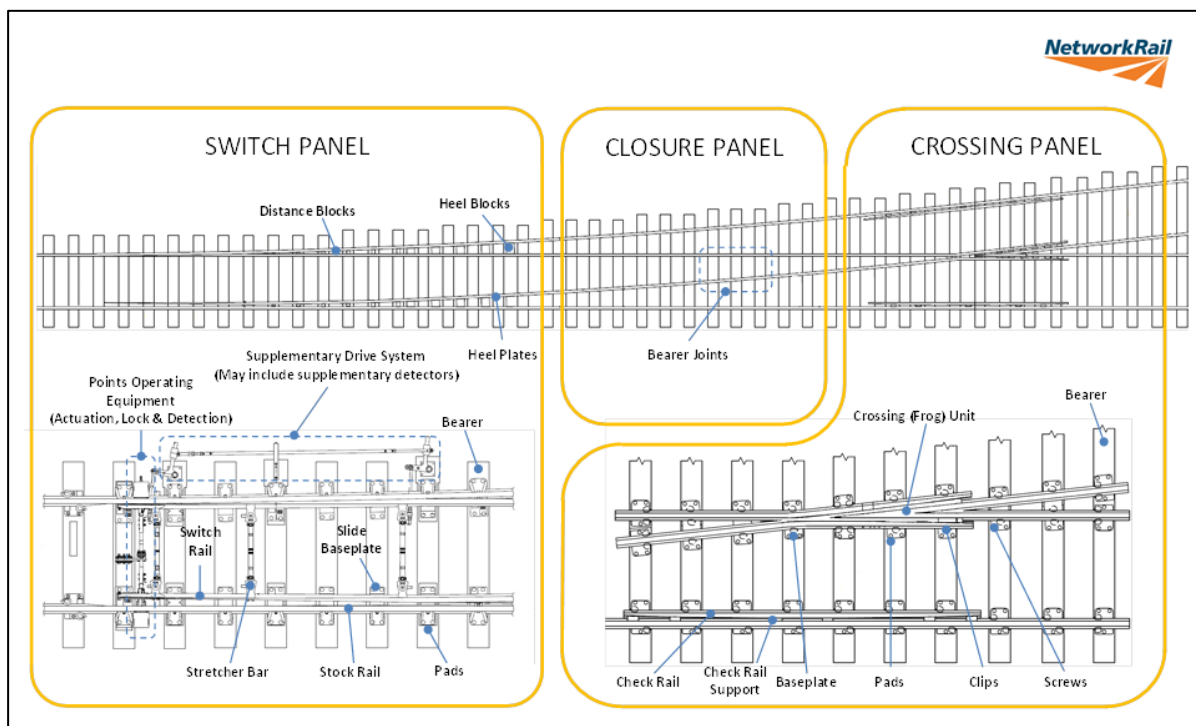 NetworkRail
SWITCH PANEL
CLOSURE PANEL
CROSSING PANEL
Distance Blocks
Heel Blocks
Heel Plates
Bearer Joints
Supplementary Drive System
(May include supplementary detectors)
Points Operating
Equipment
(Actuation, Lock & Detection)
Bearer
Switch
Rail
Slide
Baseplate
Stretcher Bar
Stock Rail
Pads
Bearer
Crossing (Frog) Unit
Check Rail
Check Rail
Support
Baseplate
Pads
Clips
Screws